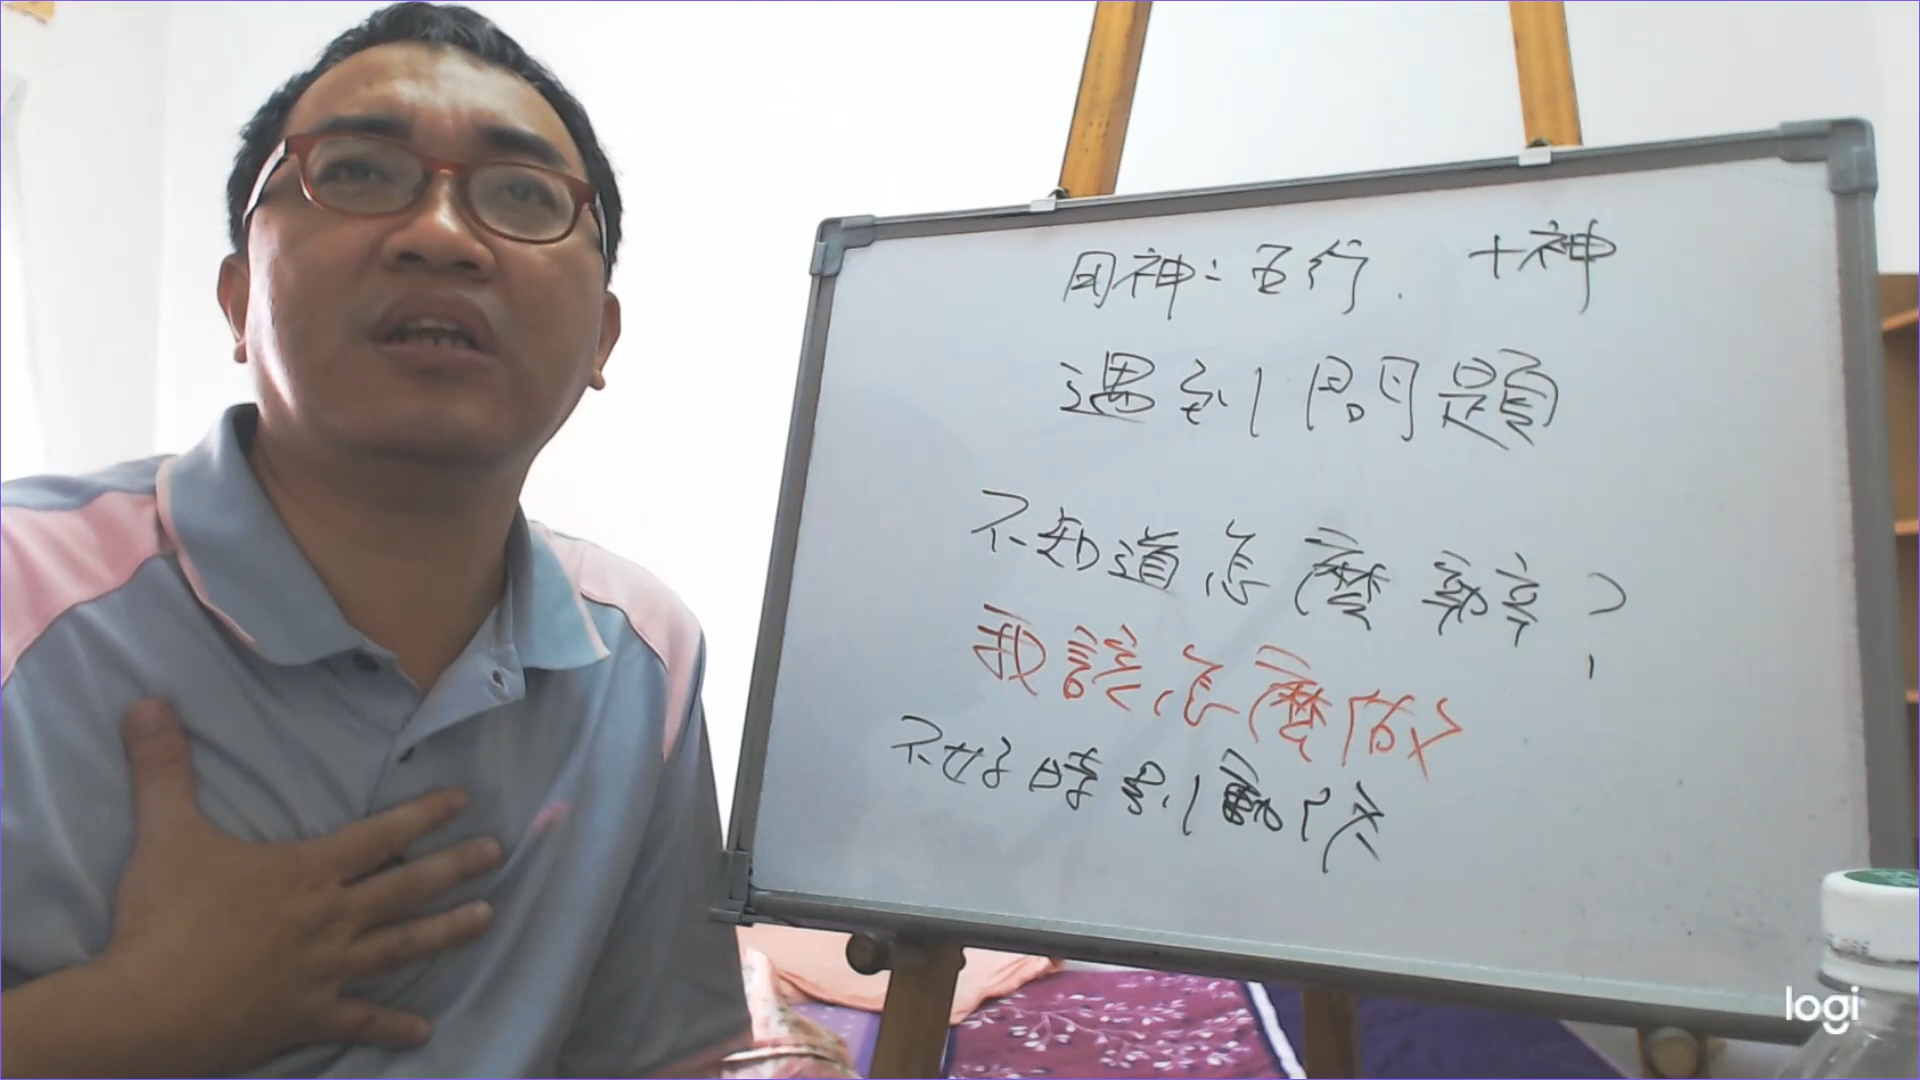 用神：五行. 十神
遇到問題
不知道怎麼辦?
我該怎麼做
不好時別動作
logi